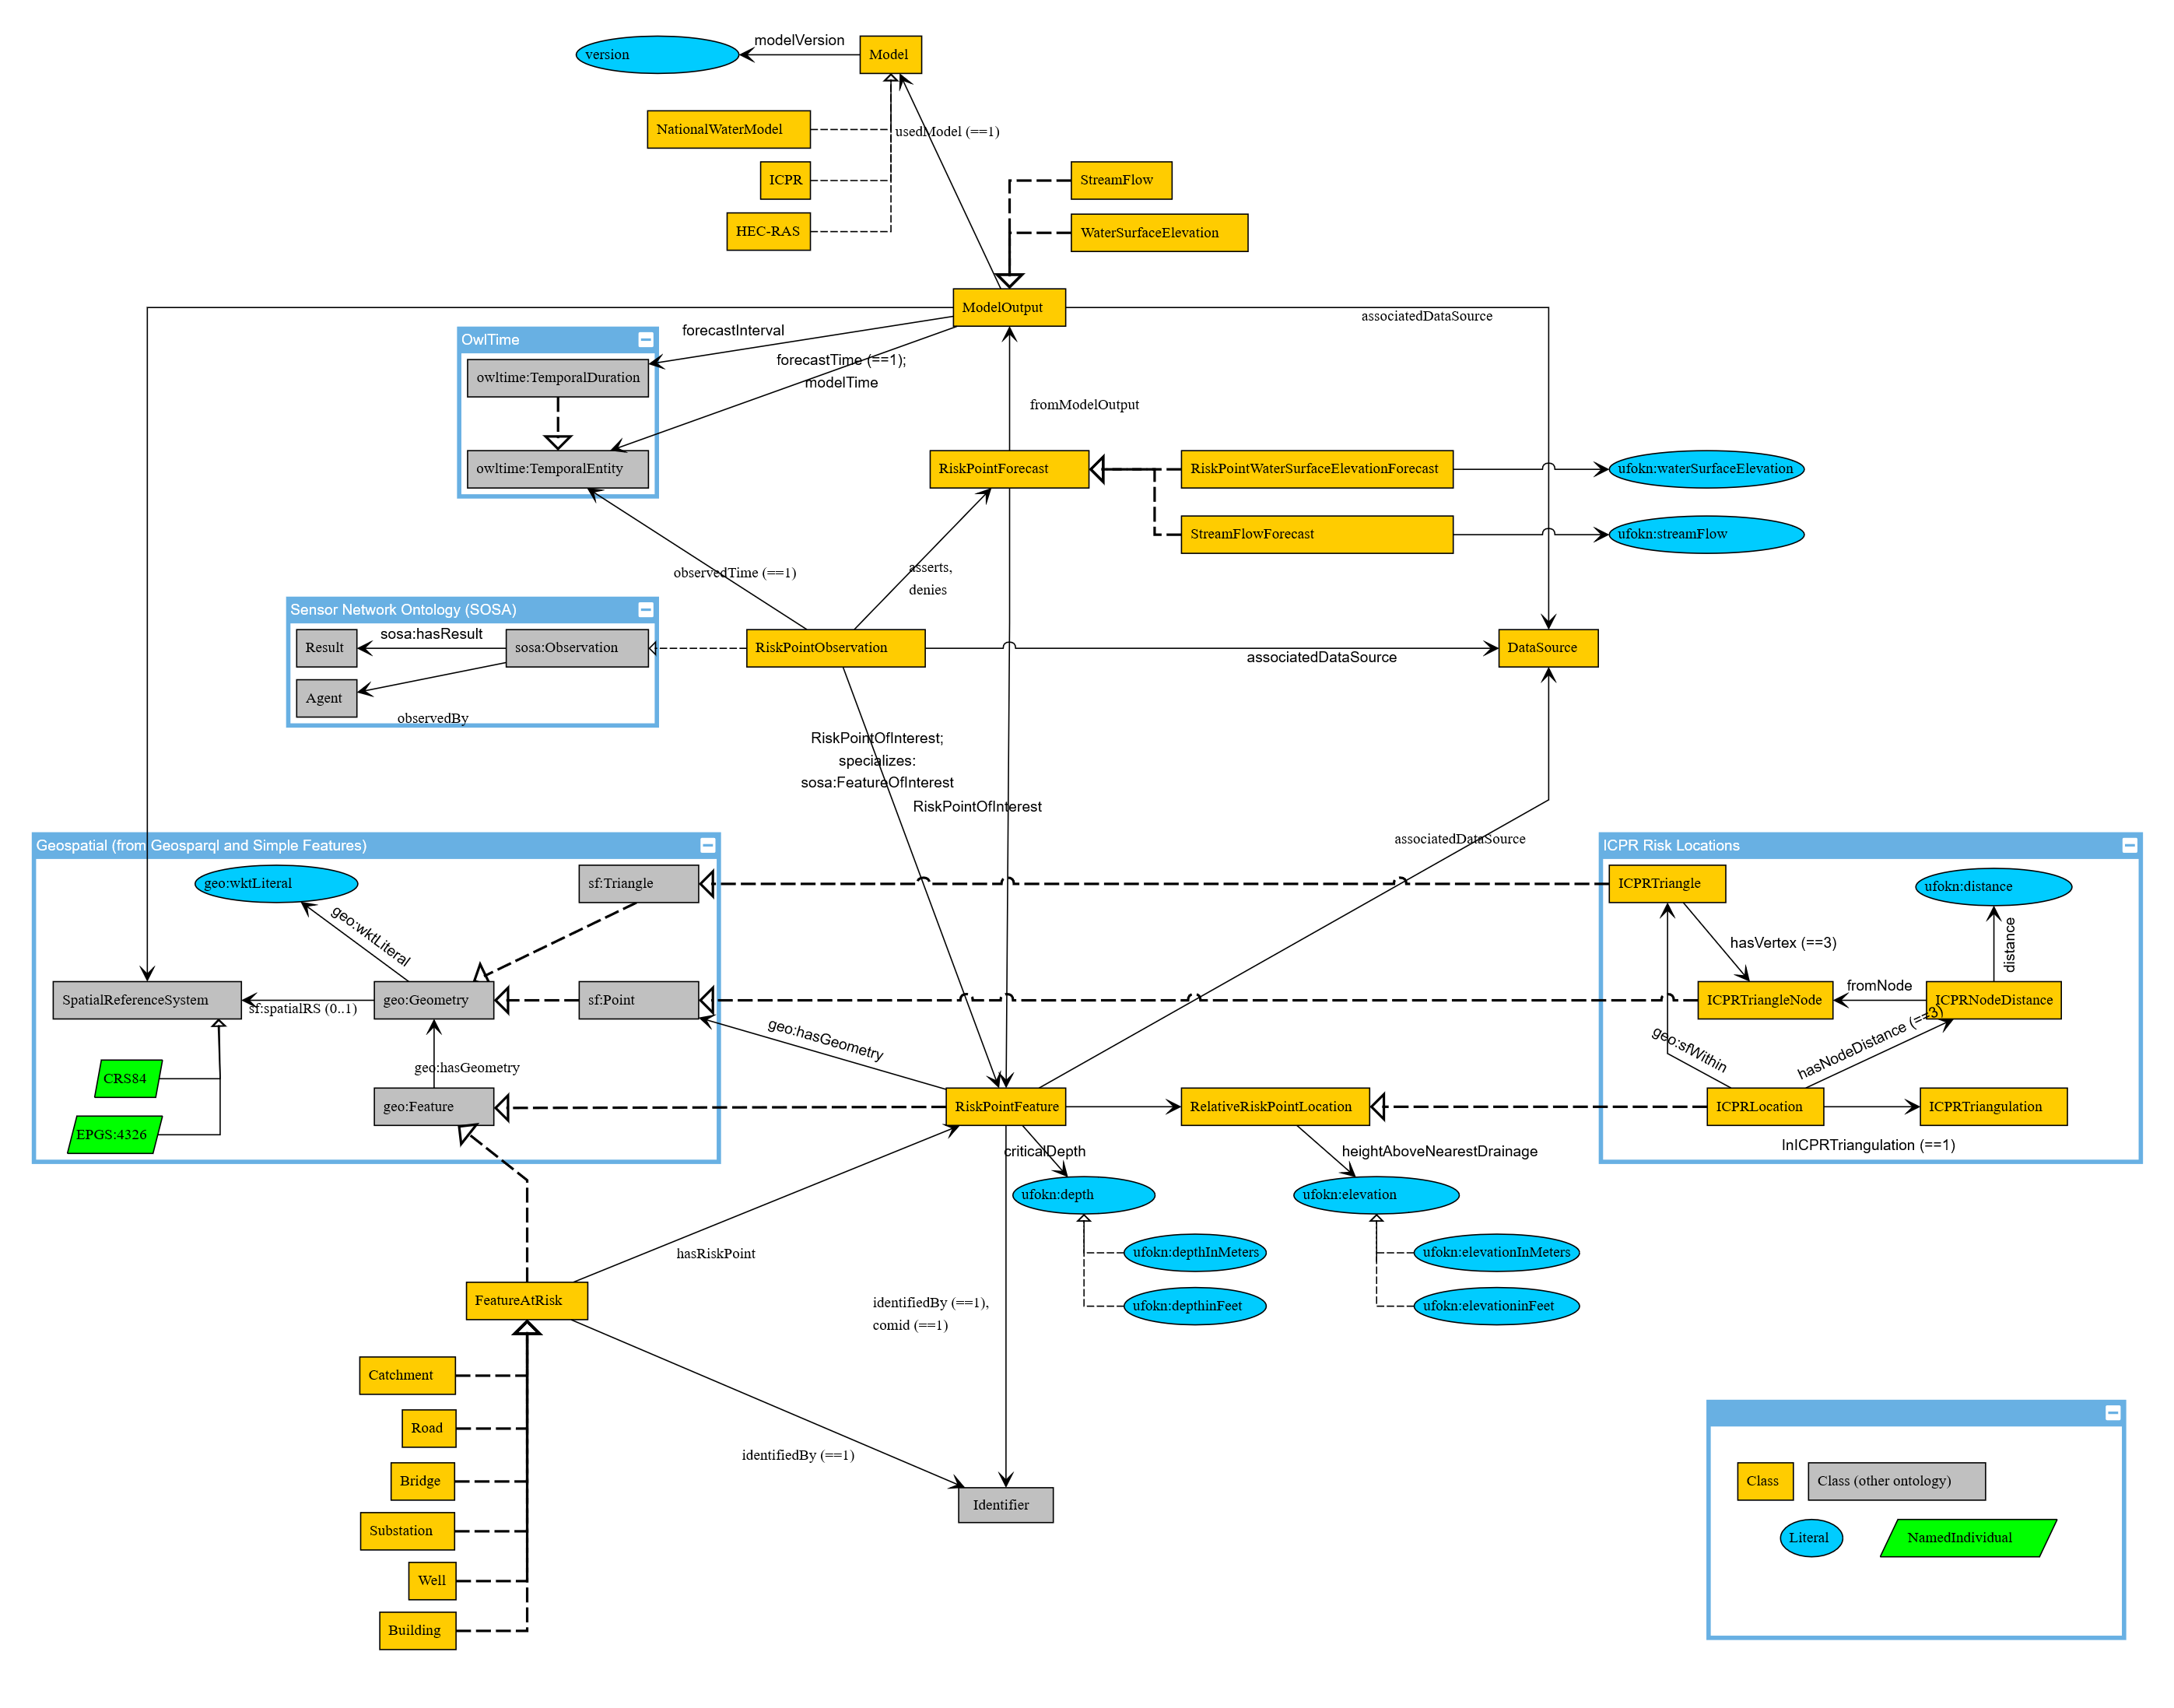 modelVersion
version
Model
NationalWaterModel
usedModel (==1)
ICPR
StreamFlow
HEC-RAS
WaterSurfaceElevation
ModelOutput
associatedDataSource
forecastInterval
OwlTime
forecastTime (==1);
modelTime
owltime:TemporalDuration
fromModelOutput
owltime:TemporalEntity
RiskPointForecast
RiskPointWaterSurfaceElevationForecast
ufokn:waterSurfaceElevation
StreamFlowForecast
ufokn:streamFlow
observedTime (==1)
asserts,
denies
Sensor Network Ontology (SOSA)
sosa:hasResult
Result
sosa:Observation
RiskPointObservation
DataSource
associatedDataSource
Agent
observedBy
RiskPointOfInterest;
specializes:
sosa:FeatureOfInterest
RiskPointOfInterest
associatedDataSource
Geospatial (from Geosparql and Simple Features)
ICPR Risk Locations
geo:wktLiteral
sf:Triangle
ICPRTriangle
ufokn:distance
geo:wktLiteral
hasVertex (==3)
distance
SpatialReferenceSystem
sf:spatialRS (0..1)
geo:Geometry
sf:Point
ICPRTriangleNode
fromNode
ICPRNodeDistance
geo:hasGeometry
geo:sfWithin
hasNodeDistance (==3)
CRS84
geo:hasGeometry
geo:Feature
RiskPointFeature
RelativeRiskPointLocation
ICPRLocation
ICPRTriangulation
EPGS:4326
InICPRTriangulation (==1)
criticalDepth
heightAboveNearestDrainage
ufokn:depth
ufokn:elevation
hasRiskPoint
ufokn:depthInMeters
ufokn:elevationInMeters
FeatureAtRisk
identifiedBy (==1),
comid (==1)
ufokn:depthinFeet
ufokn:elevationinFeet
Catchment
Road
identifiedBy (==1)
Bridge
Identifier
Substation
Well
Building
Class
Class (other ontology)
Literal
NamedIndividual